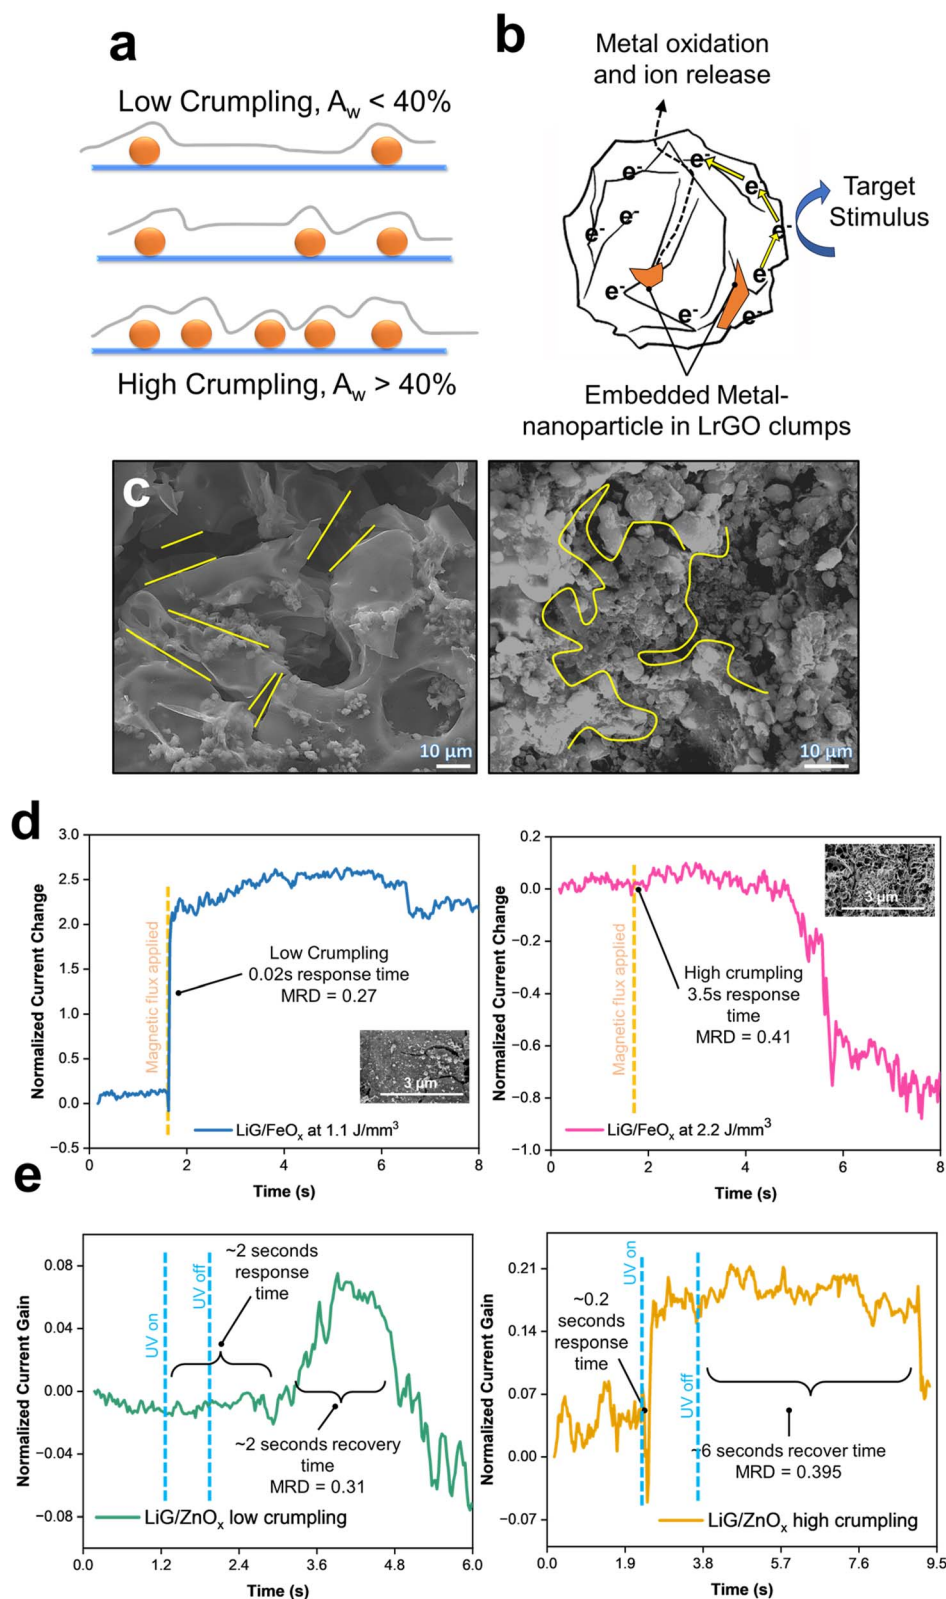 a
Low Crumpling, A_w < 40%
High Crumpling, A_w > 40%
b
Metal oxidation
and ion release
e-
e-
e-
e-
e-
e-
e-
e-
e-
e-
Target
Stimulus
Embedded Metal-
nanoparticle in LrGO clumps
c
10 µm
10 µm
d
Normalized Current Change
3.0
2.5
2.0
1.5
1.0
0.5
0.0
−0.5
Magnetic flux applied
Low Crumpling
0.02s response time
MRD = 0.27
3 µm
LiG/FeOx at 1.1 J/mm³
0
2
4
6
8
Time (s)
Normalized Current Change
0.2
0.0
−0.2
−0.4
−0.6
−0.8
−1.0
Magnetic flux applied
3 µm
High crumpling
3.5s response
time
MRD = 0.41
LiG/FeOx at 2.2 J/mm³
0
2
4
6
8
Time (s)
e
Normalized Current Gain
0.08
0.04
0.00
−0.04
−0.08
UV on
UV off
~2 seconds
response
time
~2 seconds recovery
time
MRD = 0.31
LiG/ZnOx low crumpling
0.0
1.2
2.4
3.6
4.8
6.0
Time (s)
Normalized Current Gain
0.21
0.14
0.07
0.00
−0.07
UV on
~0.2
seconds
response
time
UV off
~6 seconds recover time
MRD = 0.395
LiG/ZnOx high crumpling
0.0
1.9
3.8
5.7
7.6
9.5
Time (s)